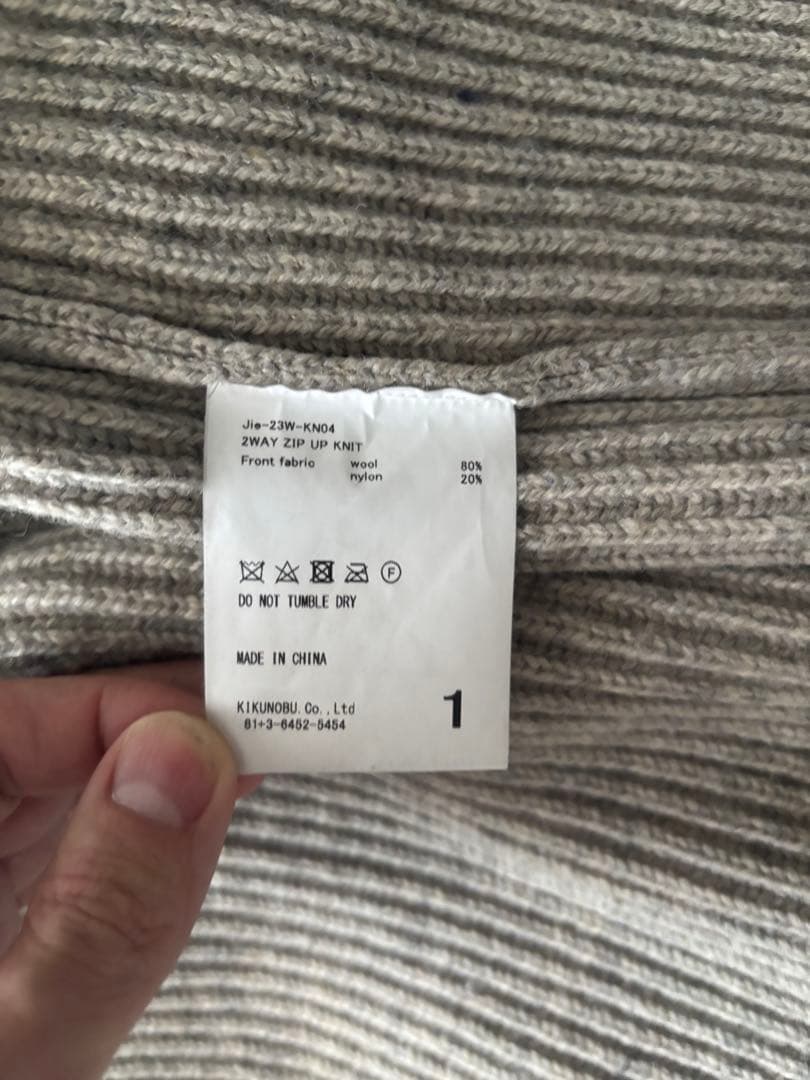 Jie-23W-KN04
2WAY ZIP UP KNIT
Front fabric wool 80%
nylon 20%
F
DO NOT TUMBLE DRY
MADE IN CHINA
KIKUNOBU.Co.,Ltd
81+3-6452-5454
1